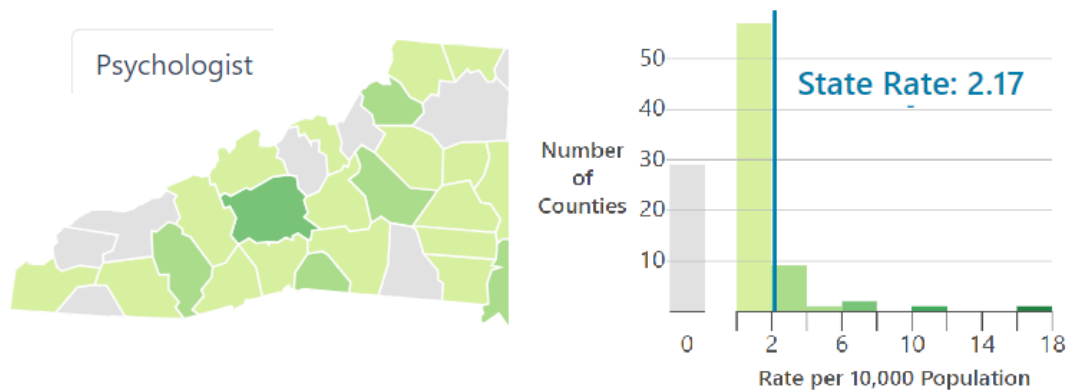 Psychologist
50
40
30
20
10
Number
of
Counties
State Rate: 2.17
0 2 6 10 14 18
Rate per 10,000 Population